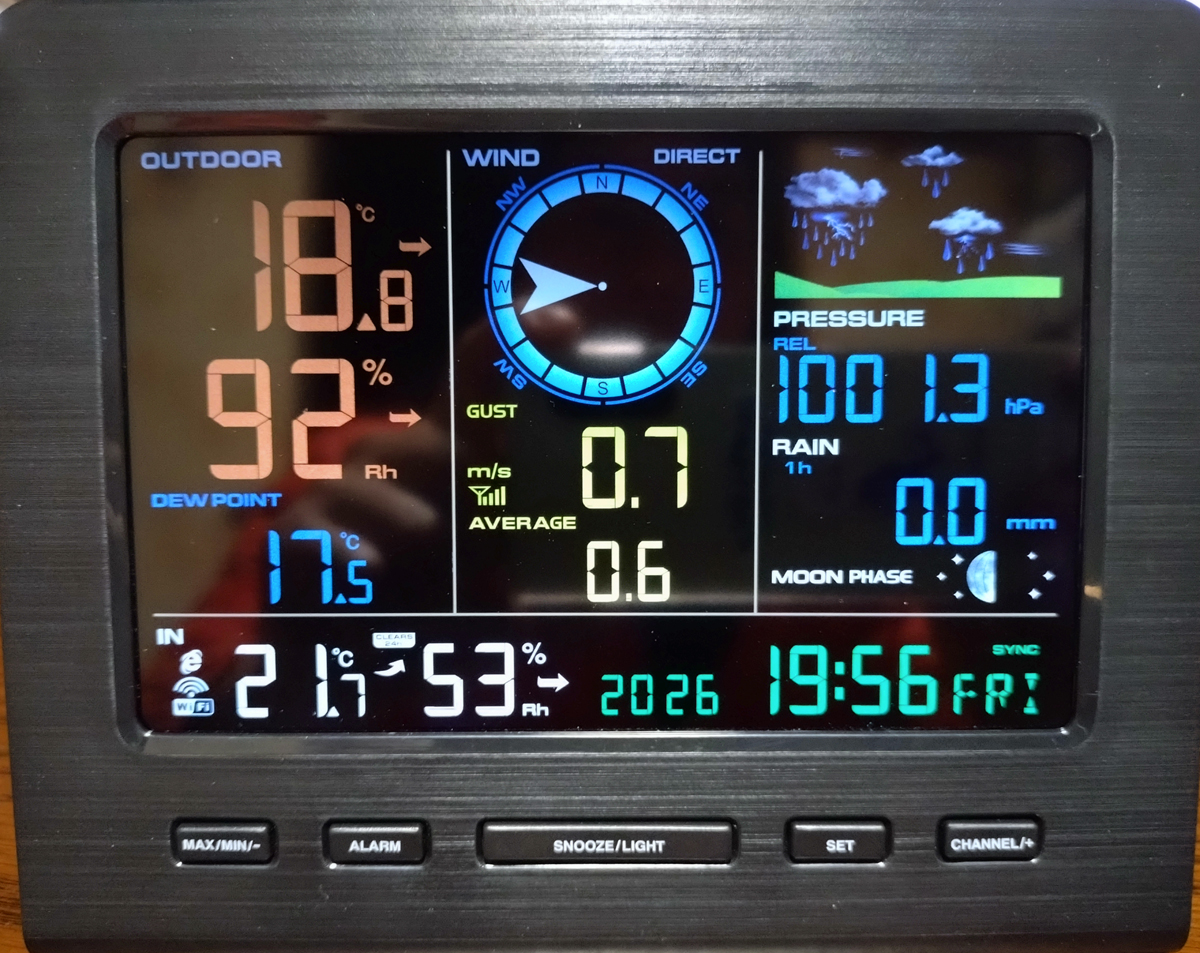 OUTDOOR
18.8 °C
92 % Rh
DEW POINT
17.5 °C
WIND DIRECT
N
NW NE
W E
SW SE
S
GUST
m/s 0.7
AVERAGE
0.6
PRESSURE
REL
1001.3 hPa
RAIN
1h
0.0 mm
MOON PHASE
IN
WiFi
21.7 °C
CLEARS
24h
53 % Rh
2026
19:56
SYNC
FRI
MAX/MIN/- ALARM SNOOZE/LIGHT SET CHANNEL/+